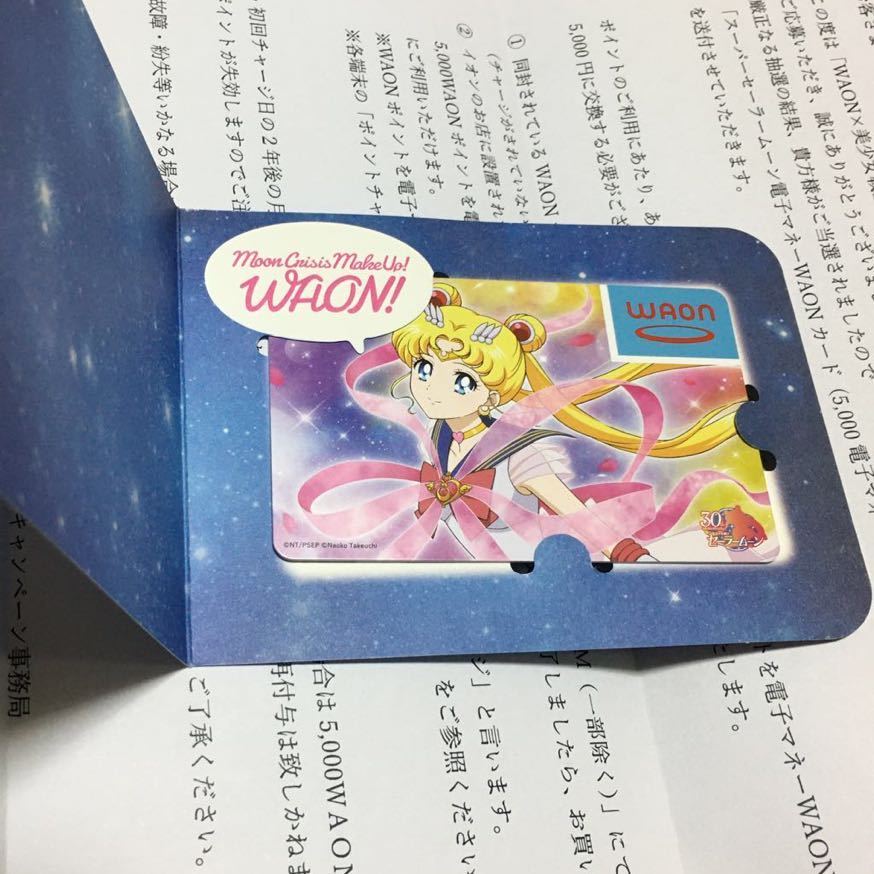 Moon Crisis Make Up!
WAON!
WAON
©NT/PSEP ©Naoko Takeuchi
30th
セーラームーン
この度は「WAON×美少女
ご応募いただき、誠にありがとうございまし
厳正なる抽選の結果、貴方様がご当選されましたので
「スーパーセーラームーン電子マネーWAONカード（5,000電子マネ
を送付させていただきます。
ポイントのご利用にあたり、あ
5,000円に交換する必要がござ
① 同封されているWAON
（チャージがされていない
② イオンのお店に設置され
5,000WAONポイントを電
にご利用いただけます。
※WAONポイントを電子
※各端末の「ポイントチャ
・初回チャージ日の2年後の月
イントが失効しますのでご注
故障・紛失等いかなる場合
トを電子マネーWAON
します。
M（一部除く）」にて
了しましたら、お買い
ジ」と言います。
をご参照ください
合は5,000WAON
再付与は致しかねま
ご了承ください。
キャンペーン事務局